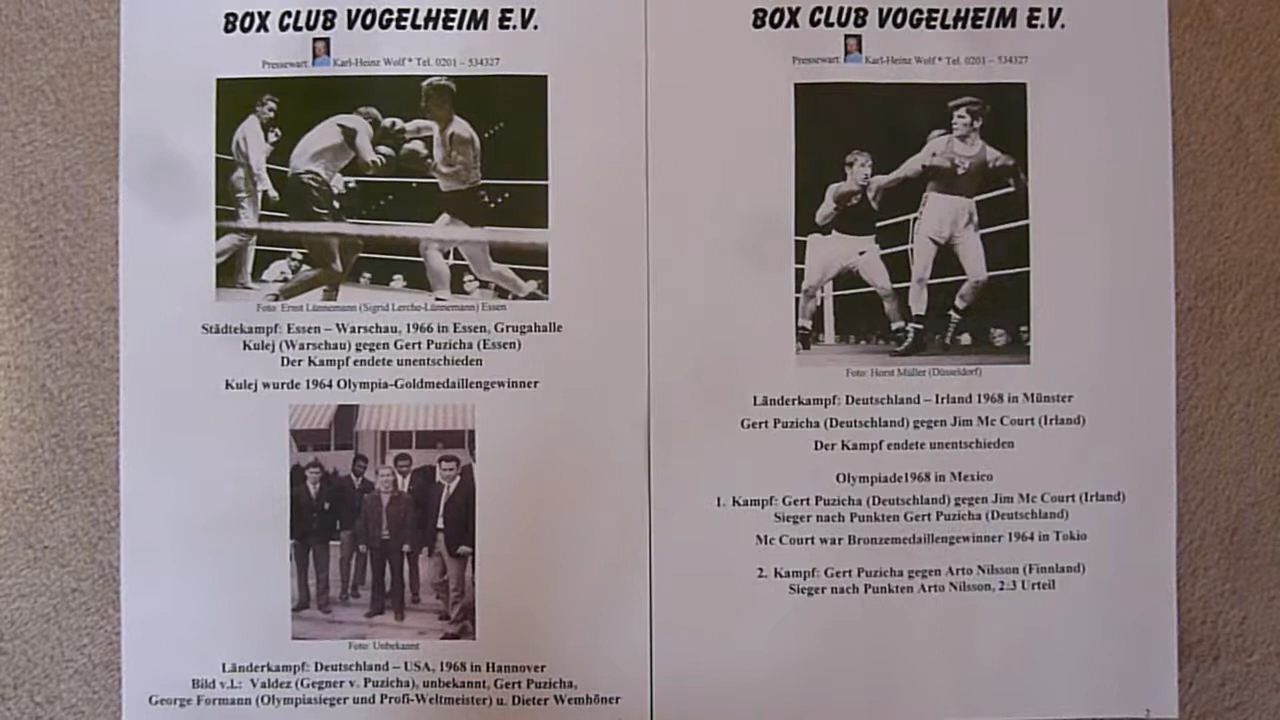 BOX CLUB VOGELHEIM E.V.
Pressewart: Karl-Heinz Wolf * Tel. 0201 – 534327
Foto: Ernst Lünnemann (Sigrid Lercho-Lünnemann) Essen
Städtekampf: Essen – Warschau, 1966 in Essen, Grugahalle
Kulej (Warschau) gegen Gert Puzicha (Essen)
Der Kampf endete unentschieden
Kulej wurde 1964 Olympia-Goldmedaillengewinner
Foto: Unbekannt
Länderkampf: Deutschland – USA, 1968 in Hannover
Bild v.l.: Valdez (Gegner v. Puzicha), unbekannt, Gert Puzicha,
George Formann (Olympiasieger und Profi-Weltmeister) u. Dieter Wemhöner
BOX CLUB VOGELHEIM E.V.
Pressewart: Karl-Heinz Wolf * Tel. 0201 – 534327
Foto: Horst Müller (Düsseldorf)
Länderkampf: Deutschland – Irland 1968 in Münster
Gert Puzicha (Deutschland) gegen Jim Mc Court (Irland)
Der Kampf endete unentschieden
Olympiade1968 in Mexico
1. Kampf: Gert Puzicha (Deutschland) gegen Jim Mc Court (Irland)
Sieger nach Punkten Gert Puzicha (Deutschland)
Mc Court war Bronzemedaillengewinner 1964 in Tokio
2. Kampf: Gert Puzicha gegen Arto Nilsson (Finnland)
Sieger nach Punkten Arto Nilsson, 2:3 Urteil